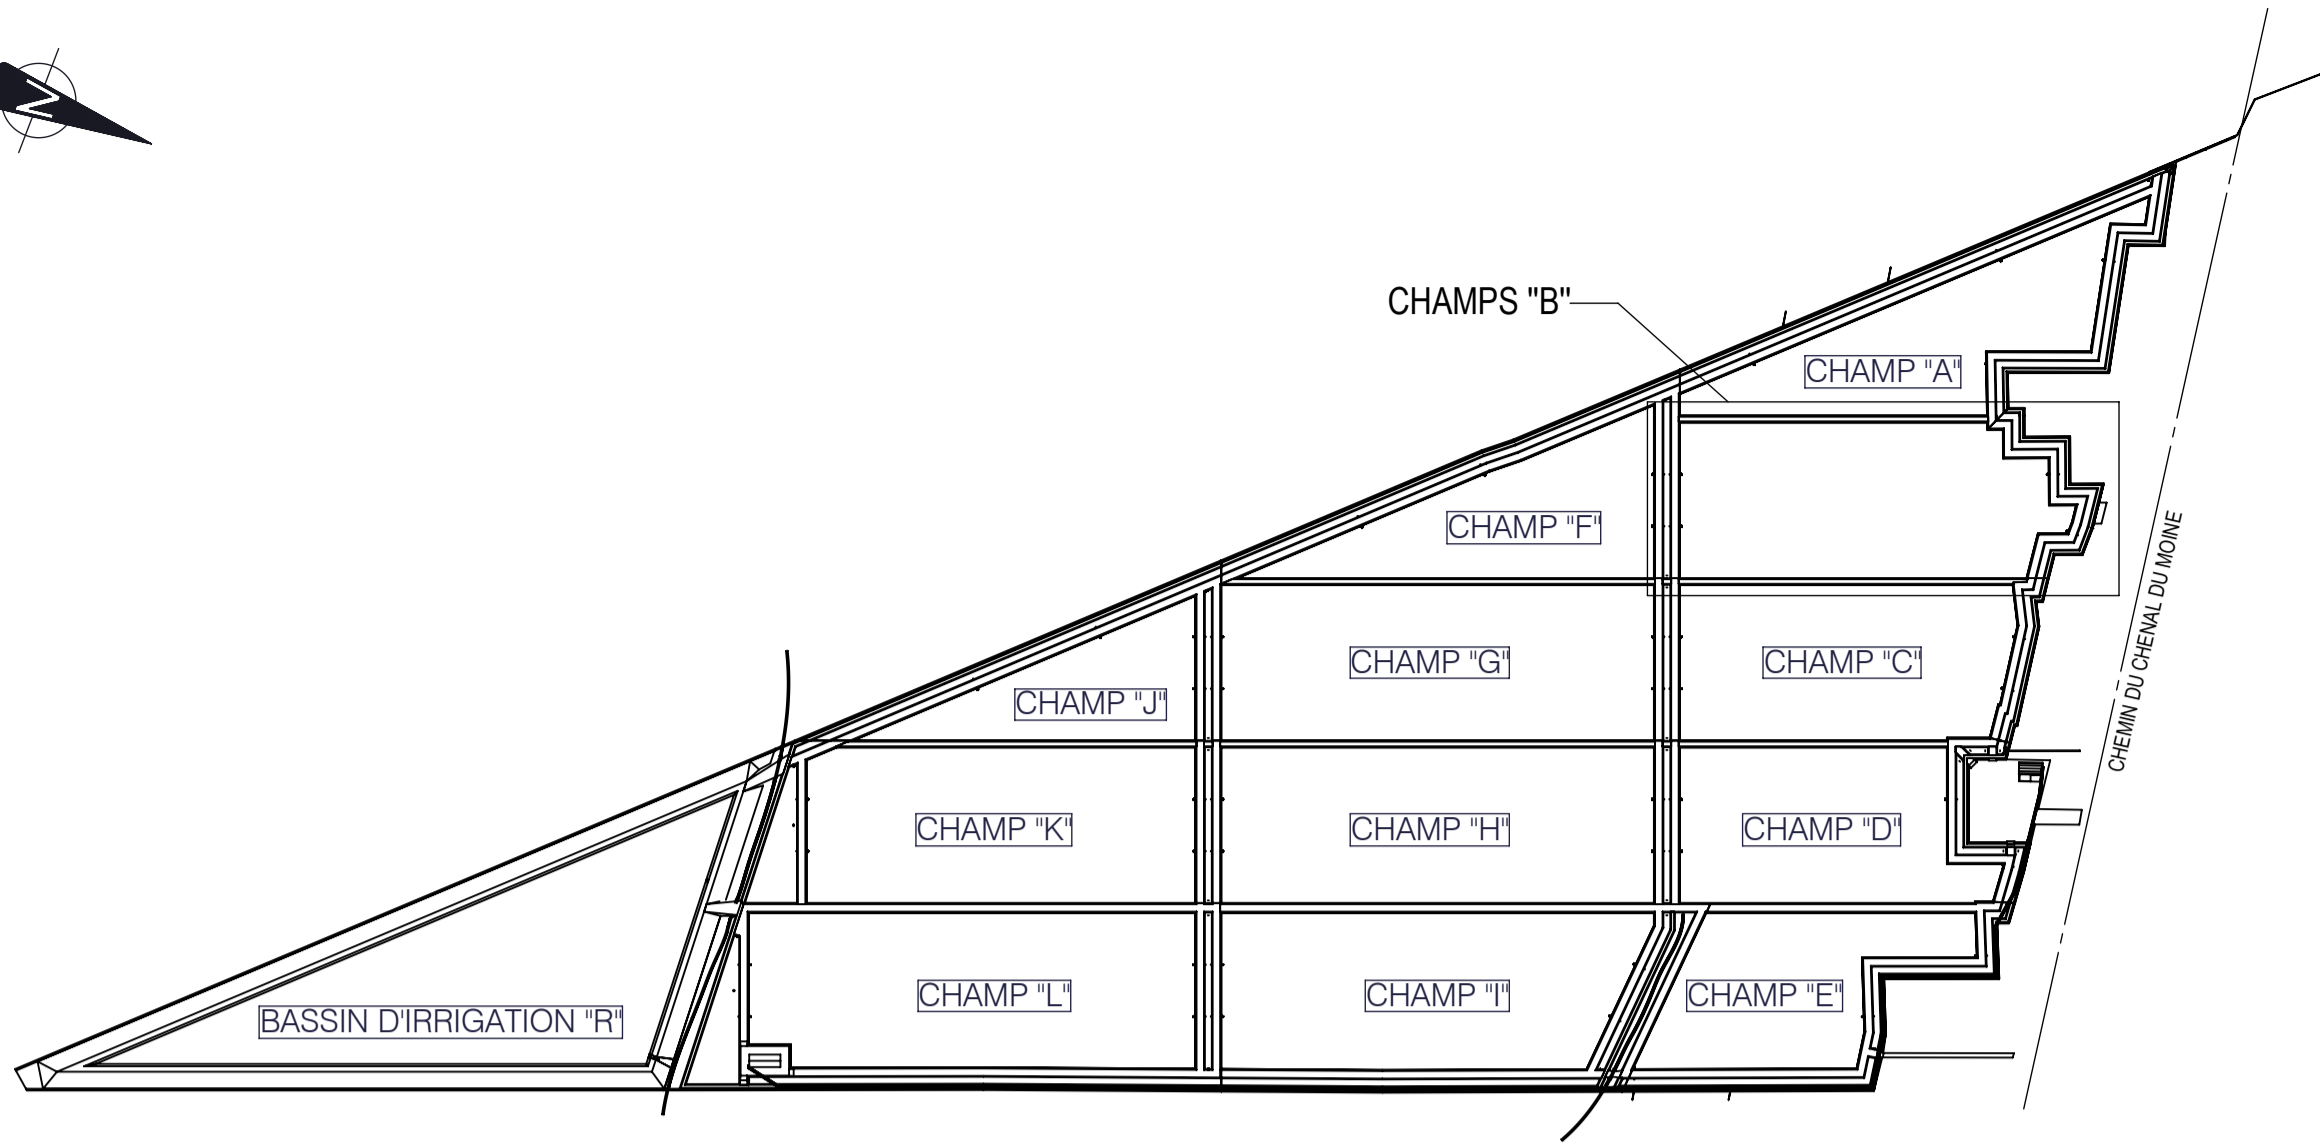 N
CHAMPS "B"
CHAMP "A"
CHAMP "F"
CHAMP "G"
CHAMP "C"
CHAMP "J"
CHEMIN DU CHENAL DU MOINE
CHAMP "K"
CHAMP "H"
CHAMP "D"
CHAMP "L"
CHAMP "I"
CHAMP "E"
BASSIN D'IRRIGATION "R"